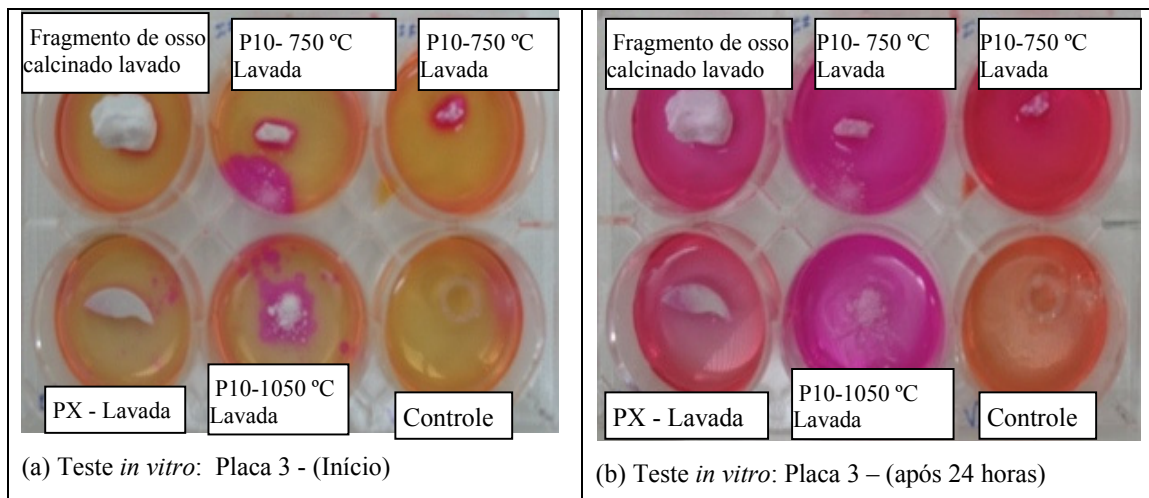 Fragmento de osso
calcinado lavado
P10- 750 ºC
Lavada
P10-750 ºC
Lavada
PX - Lavada
P10-1050 ºC
Lavada
Controle
(a) Teste in vitro: Placa 3 - (Início)
Fragmento de osso
calcinado lavado
P10- 750 ºC
Lavada
P10-750 ºC
Lavada
PX - Lavada
P10-1050 ºC
Lavada
Controle
(b) Teste in vitro: Placa 3 – (após 24 horas)